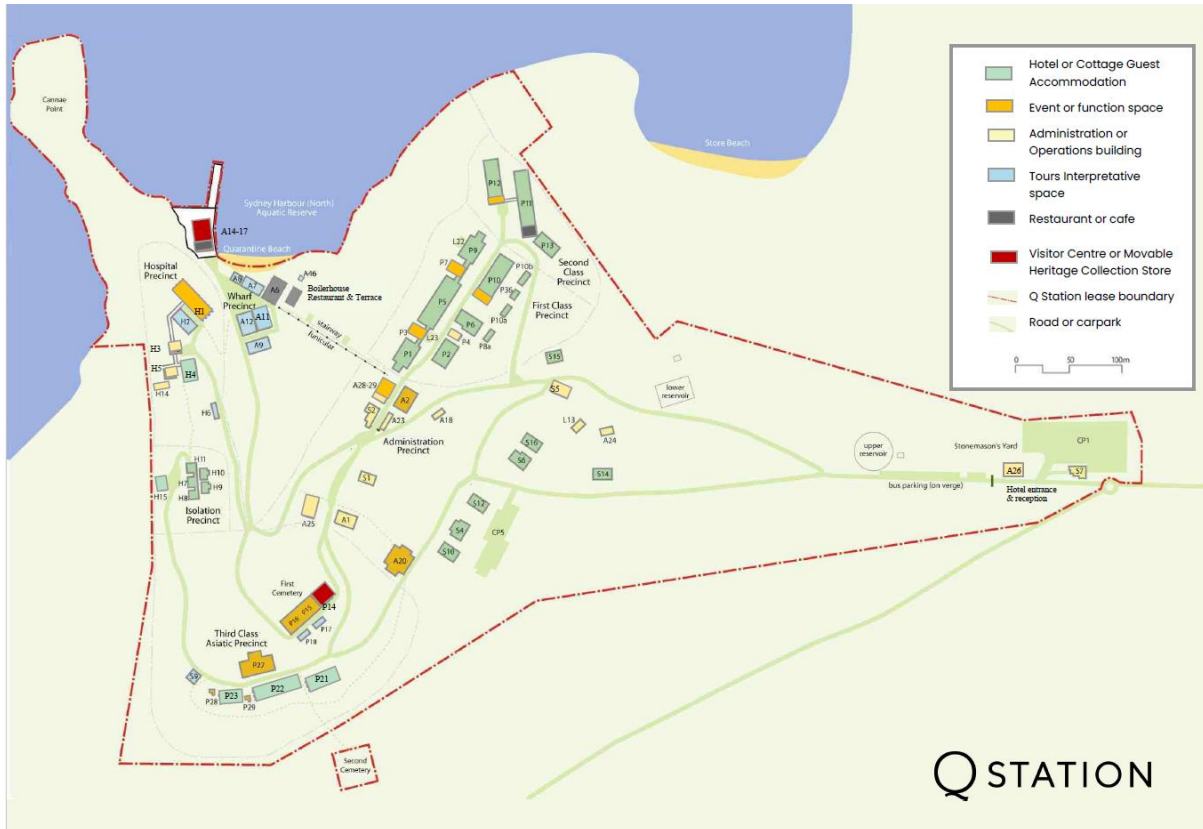 Cannae
Point
Store Beach
Sydney Harbour (North)
Aquatic Reserve
Quarantine Beach
A14-17
Hospital
Precinct
Wharf
Precinct
A8
A7
A6
A46
Boilerhouse
Restaurant & Terrace
H1
H2
A12
A11
A9
H3
H5
H4
H14
H6
stairway
funicular
P12
P11
P13
L22
P9
P7
P10
P10b
P36
P10a
P8a
P5
P6
P3
L23
P4
P1
P2
Second
Class
Precinct
First Class
Precinct
A28-29
A2
S2
A23
A18
Administration
Precinct
S15
S5
lower
reservoir
L13
A24
S16
S6
S14
upper
reservoir
Stonemason's Yard
CP1
A26
S7
bus parking (on verge)
Hotel entrance
& reception
H11
H10
H7
H9
H8
H15
Isolation
Precinct
S1
A25
A1
A20
S12
S4
S10
CP5
First
Cemetery
P14
P15
P16
P17
P18
Third Class
Asiatic Precinct
P27
S9
P28
P23
P29
P22
P21
Second
Cemetery
Hotel or Cottage Guest
Accommodation
Event or function space
Administration or
Operations building
Tours Interpretative
space
Restaurant or cafe
Visitor Centre or Movable
Heritage Collection Store
Q Station lease boundary
Road or carpark
0 50 100m
Q STATION